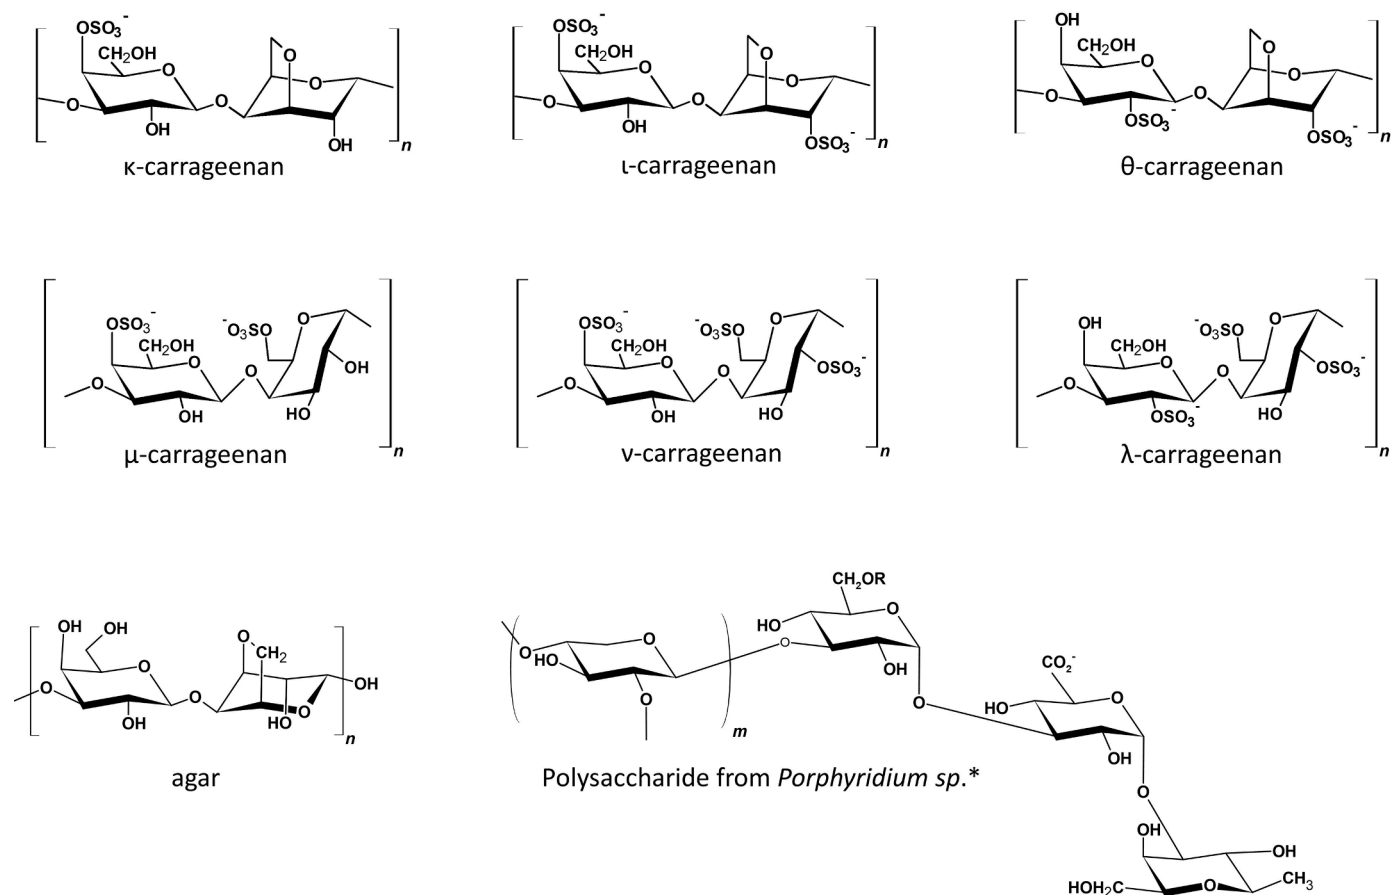 OSO₃⁻
CH₂OH
O
O
O
O
O
OH
OH
n
κ-carrageenan
OSO₃⁻
CH₂OH
O
O
O
O
O
OH
OSO₃⁻
n
ι-carrageenan
OH
CH₂OH
O
O
O
O
O
OSO₃⁻
OSO₃⁻
n
θ-carrageenan
OSO₃⁻
⁻O₃SO
O
CH₂OH
O
O
O
OH
OH
HO
n
μ-carrageenan
OSO₃⁻
⁻O₃SO
O
CH₂OH
O
O
O
OSO₃⁻
OH
HO
n
ν-carrageenan
OH
⁻O₃SO
O
CH₂OH
O
O
O
OSO₃⁻
OSO₃⁻
HO
n
λ-carrageenan
OH
OH
O
CH₂
O
O
O
OH
OH
HO
O
n
agar
O
O
HO
O
m
CH₂OR
O
HO
O
OH
O
CO₂⁻
O
HO
OH
O
OH
OH
HOH₂C
O
CH₃
Polysaccharide from Porphyridium sp.*